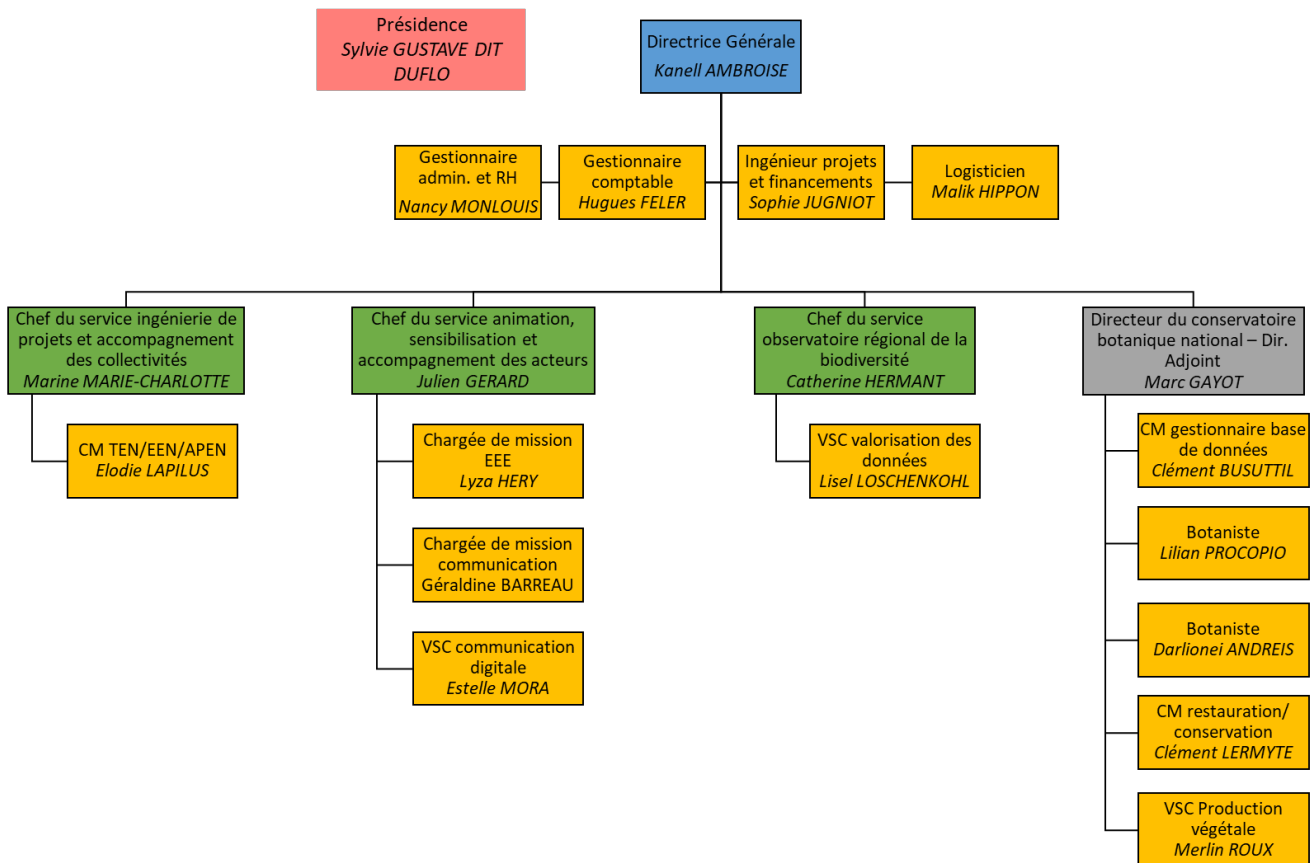 Présidence
Sylvie GUSTAVE DIT
DUFLO
Directrice Générale
Kanell AMBROISE
Gestionnaire
admin. et RH
Nancy MONLOUIS
Gestionnaire
comptable
Hugues FELER
Ingénieur projets
et financements
Sophie JUGNIOT
Logisticien
Malik HIPPON
Chef du service ingénierie de
projets et accompagnement
des collectivités
Marine MARIE-CHARLOTTE
Chef du service animation,
sensibilisation et
accompagnement des acteurs
Julien GERARD
Chef du service
observatoire régional de la
biodiversité
Catherine HERMANT
Directeur du conservatoire
botanique national – Dir.
Adjoint
Marc GAYOT
CM TEN/EEN/APEN
Elodie LAPILUS
Chargée de mission
EEE
Lyza HERY
Chargée de mission
communication
Géraldine BARREAU
VSC communication
digitale
Estelle MORA
VSC valorisation des
données
Lisel LOSCHENKOHL
CM gestionnaire base
de données
Clément BUSUTTIL
Botaniste
Lilian PROCOPIO
Botaniste
Darlionei ANDREIS
CM restauration/
conservation
Clément LERMYTE
VSC Production
végétale
Merlin ROUX